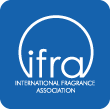 ifra
INTERNATIONAL FRAGRANCE
ASSOCIATION